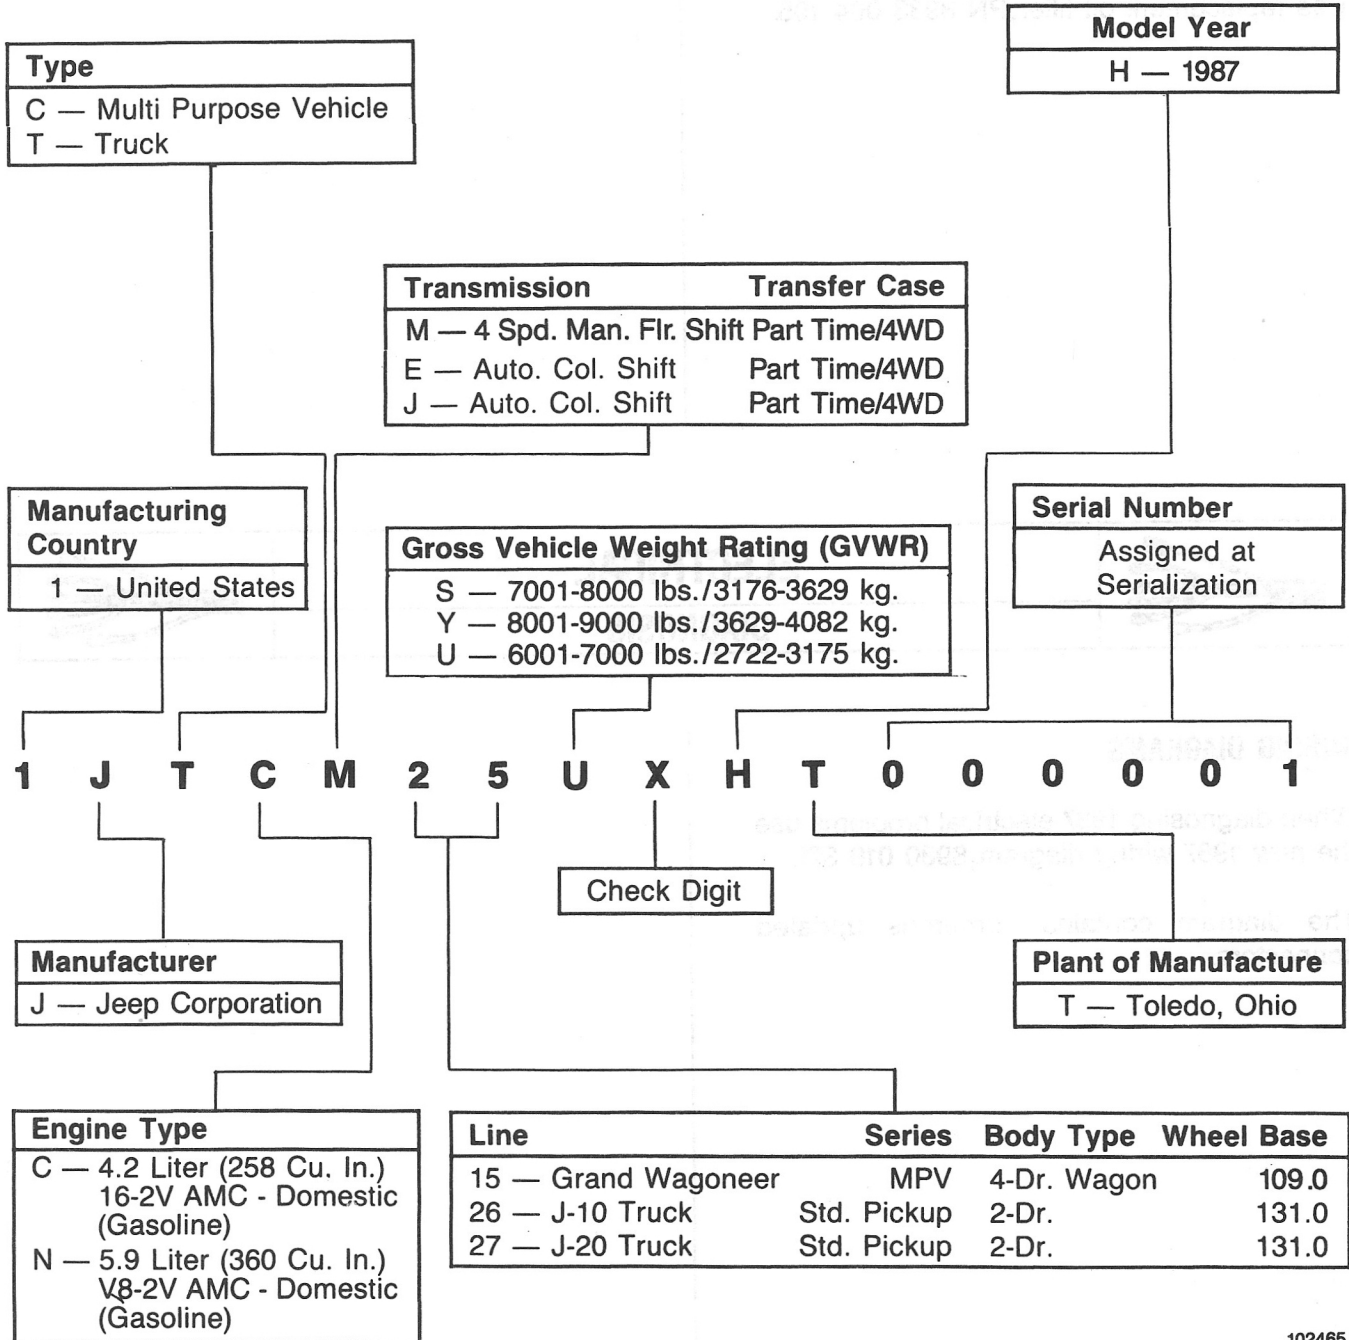 Model Year
H — 1987
Type
C — Multi Purpose Vehicle
T — Truck
Transmission Transfer Case
M — 4 Spd. Man. Flr. Shift Part Time/4WD
E — Auto. Col. Shift Part Time/4WD
J — Auto. Col. Shift Part Time/4WD
Manufacturing
Country
1 — United States
Gross Vehicle Weight Rating (GVWR)
S — 7001-8000 lbs./3176-3629 kg.
Y — 8001-9000 lbs./3629-4082 kg.
U — 6001-7000 lbs./2722-3175 kg.
Serial Number
Assigned at
Serialization
1 J T C M 2 5 U X H T 0 0 0 0 0 1
Check Digit
Manufacturer
J — Jeep Corporation
Plant of Manufacture
T — Toledo, Ohio
Engine Type
C — 4.2 Liter (258 Cu. In.)
16-2V AMC - Domestic
(Gasoline)
N — 5.9 Liter (360 Cu. In.)
V8-2V AMC - Domestic
(Gasoline)
Line Series Body Type Wheel Base
15 — Grand Wagoneer MPV 4-Dr. Wagon 109.0
26 — J-10 Truck Std. Pickup 2-Dr. 131.0
27 — J-20 Truck Std. Pickup 2-Dr. 131.0
102465